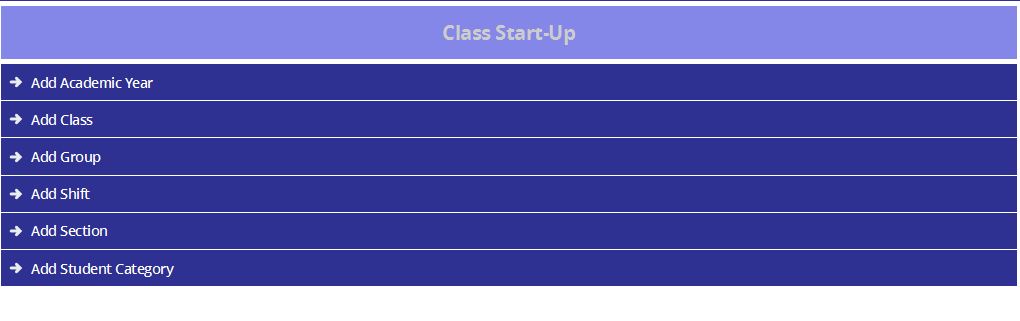 Class Start-Up
Add Academic Year
Add Class
Add Group
Add Shift
Add Section
Add Student Category